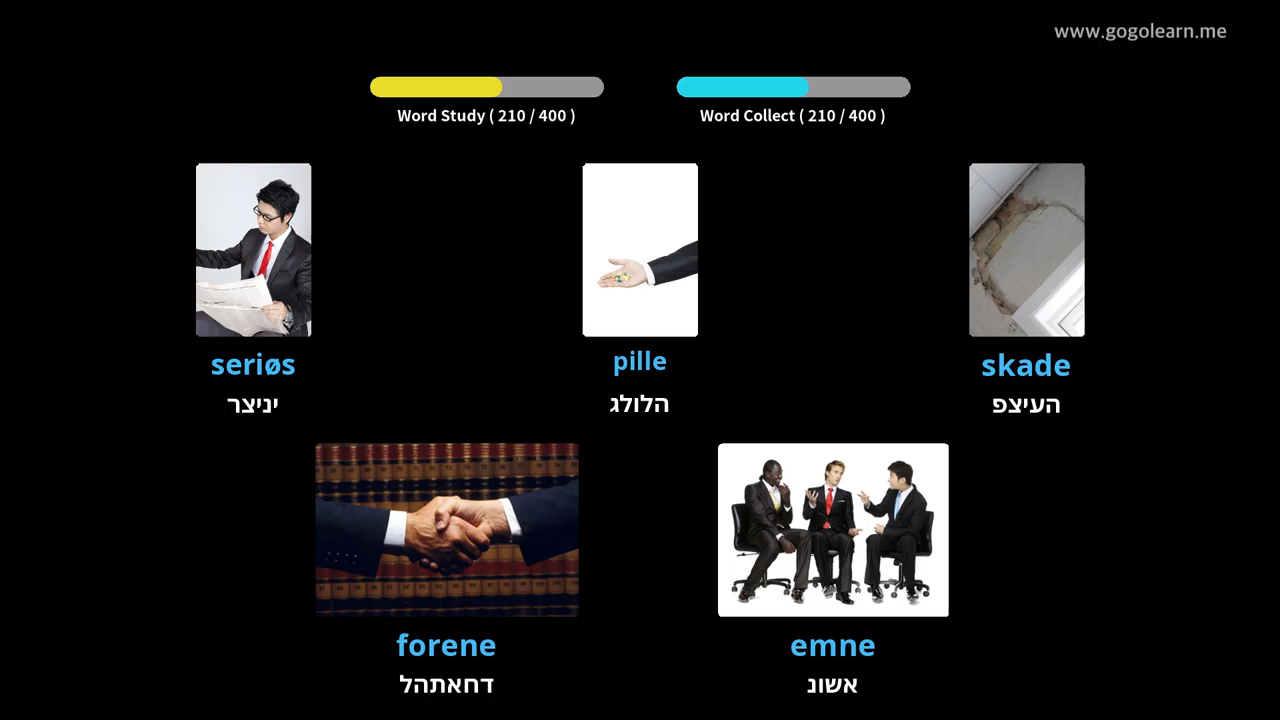 www.gogolearn.me
Word Study ( 210 / 400 )
Word Collect ( 210 / 400 )
seriøs
יניצר
pille
הלולג
skade
העיצפ
forene
דחאתהל
emne
אשונ